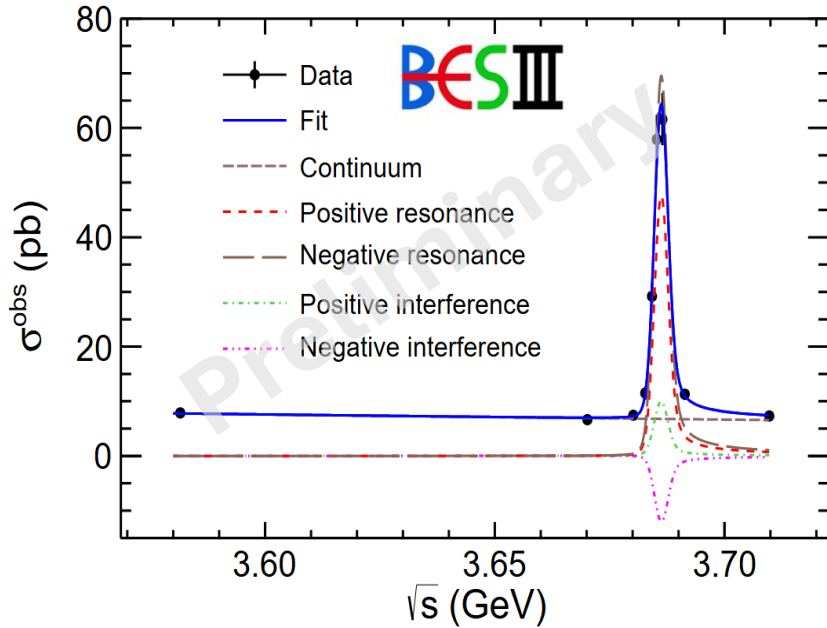 80
60
40
20
0
σobs (pb)
BESIII
Data
Fit
Continuum
Positive resonance
Negative resonance
Positive interference
Negative interference
Preliminary
3.60
3.65
3.70
√s (GeV)